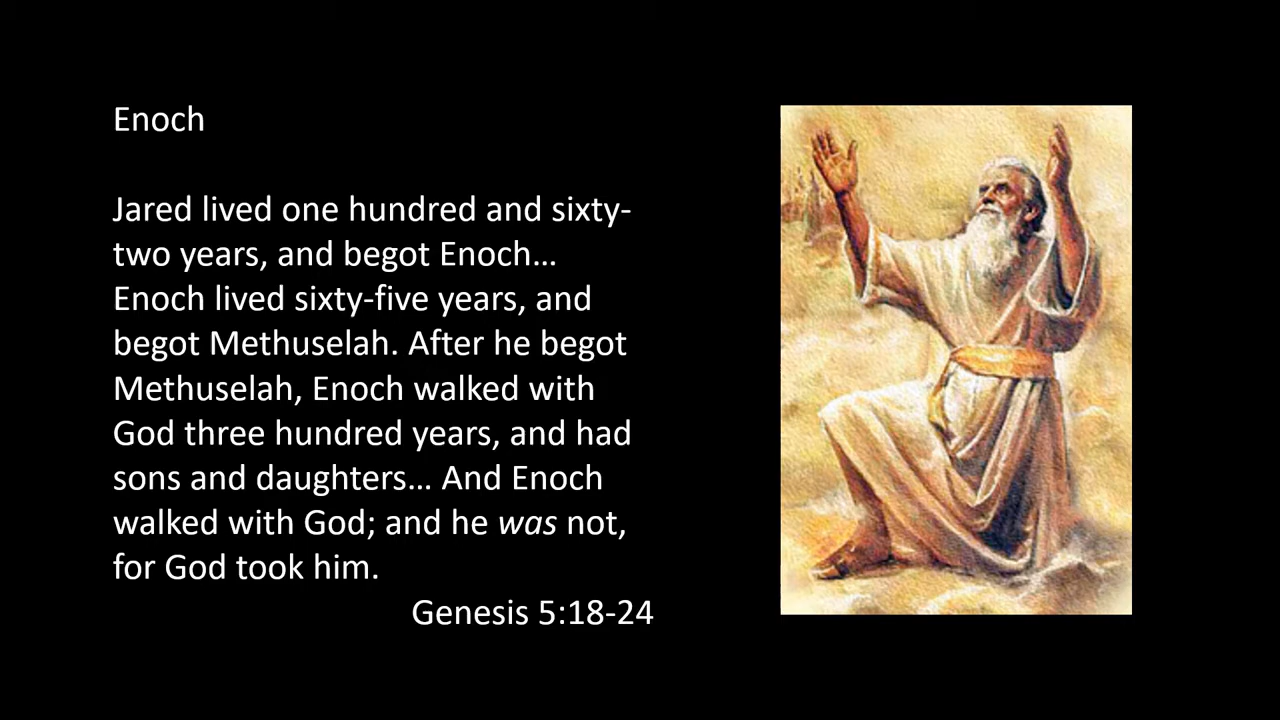 Enoch
Jared lived one hundred and sixty-
two years, and begot Enoch…
Enoch lived sixty-five years, and
begot Methuselah. After he begot
Methuselah, Enoch walked with
God three hundred years, and had
sons and daughters… And Enoch
walked with God; and he was not,
for God took him.
Genesis 5:18-24